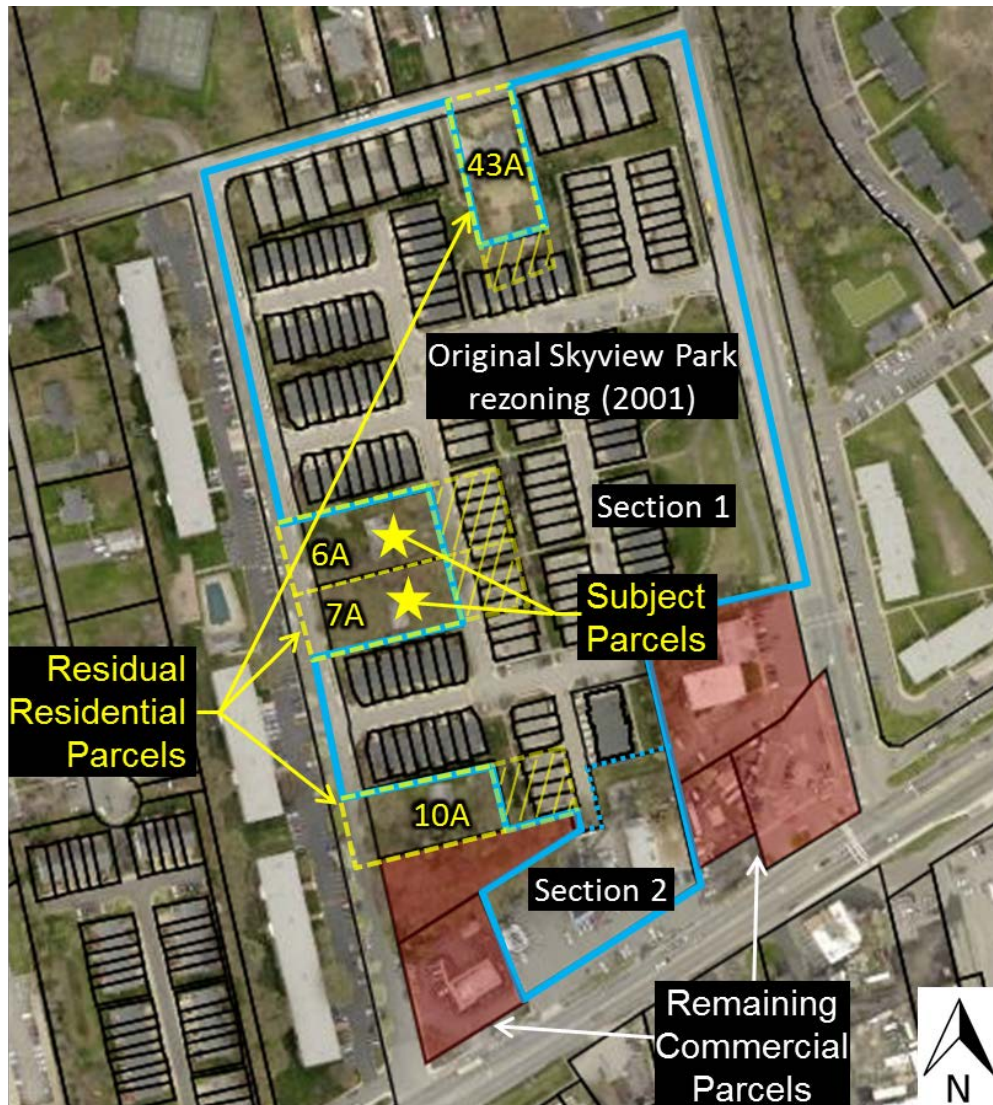 43A
Original Skyview Park
rezoning (2001)
Section 1
6A
7A
Subject
Parcels
Residual
Residential
Parcels
10A
Section 2
Remaining
Commercial
Parcels
N